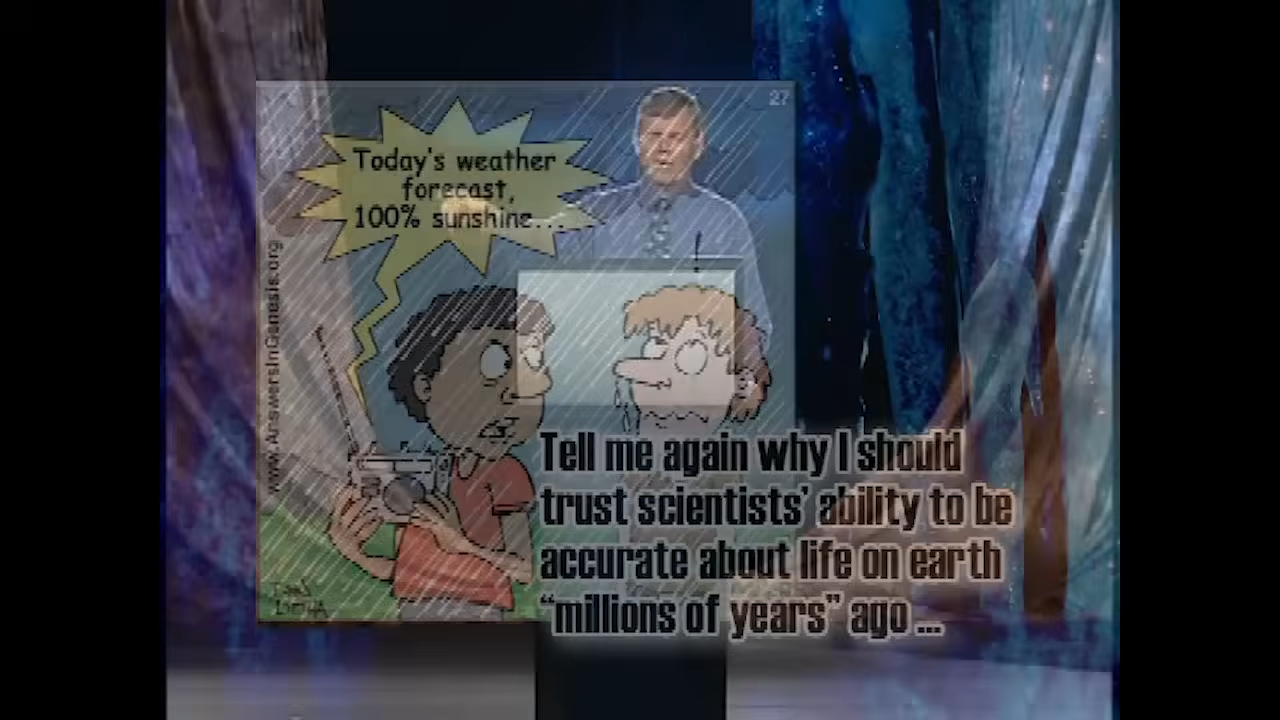 27
Today's weather
forecast,
100% sunshine...
www.AnswersInGenesis.org
Tell me again why I should
trust scientists' ability to be
accurate about life on earth
“millions of years” ago ...